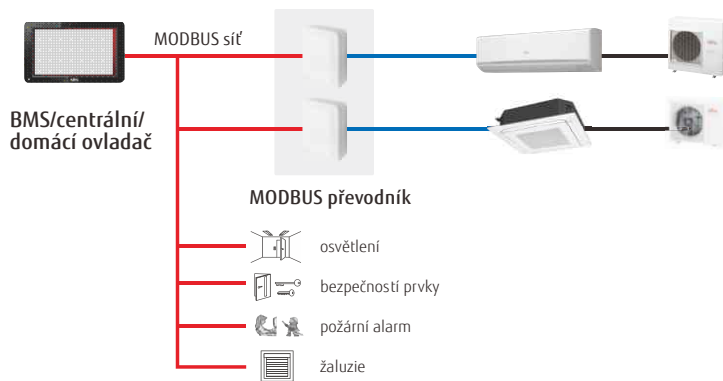 MODBUS síť
BMS/centrální/
domácí ovladač
MODBUS převodník
osvětlení
bezpečností prvky
požární alarm
žaluzie